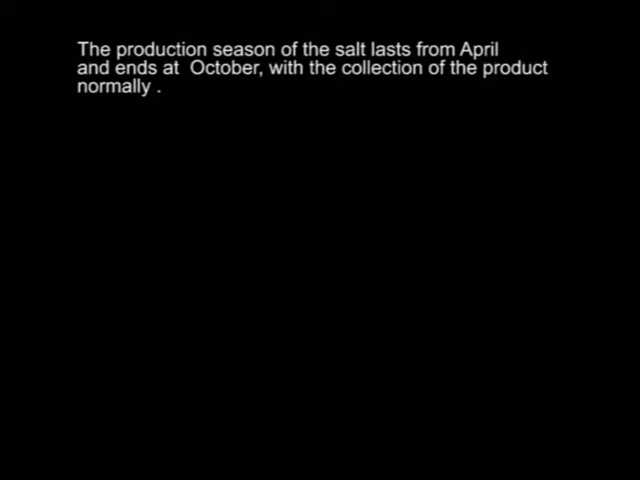 The production season of the salt lasts from April
and ends at  October, with the collection of the product
normally .